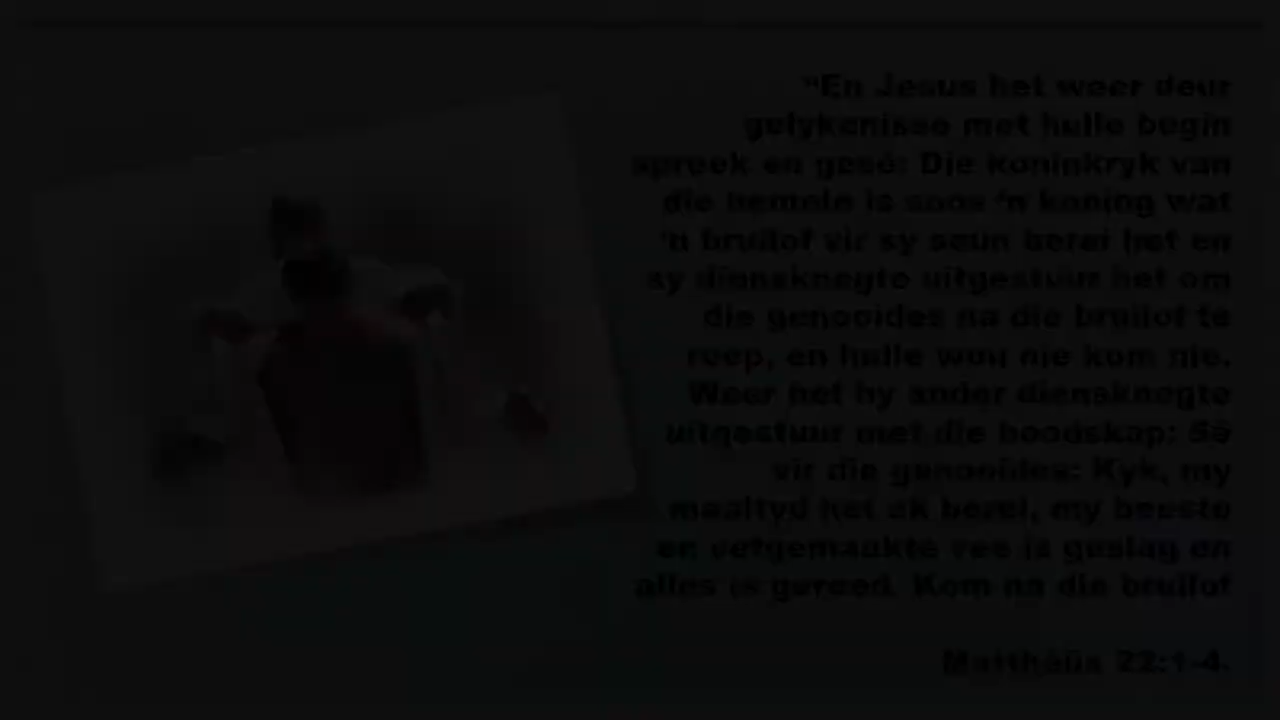 "En Jesus het weer deur
gelykenisse met hulle begin
spreek en gesê: Die koninkryk van
die hemele is soos 'n koning wat
'n bruilof vir sy seun berei het en
sy diensknegte uitgestuur het om
die genooides na die bruilof te
roep, en hulle wou nie kom nie.
Weer het hy ander diensknegte
uitgestuur met die boodskap: Sê
vir die genooides: Kyk, my
maaltyd het ek berei, my beeste
en vetgemaakte vee is geslag en
alles is gereed. Kom na die bruilof
Matthéüs 22:1-4.